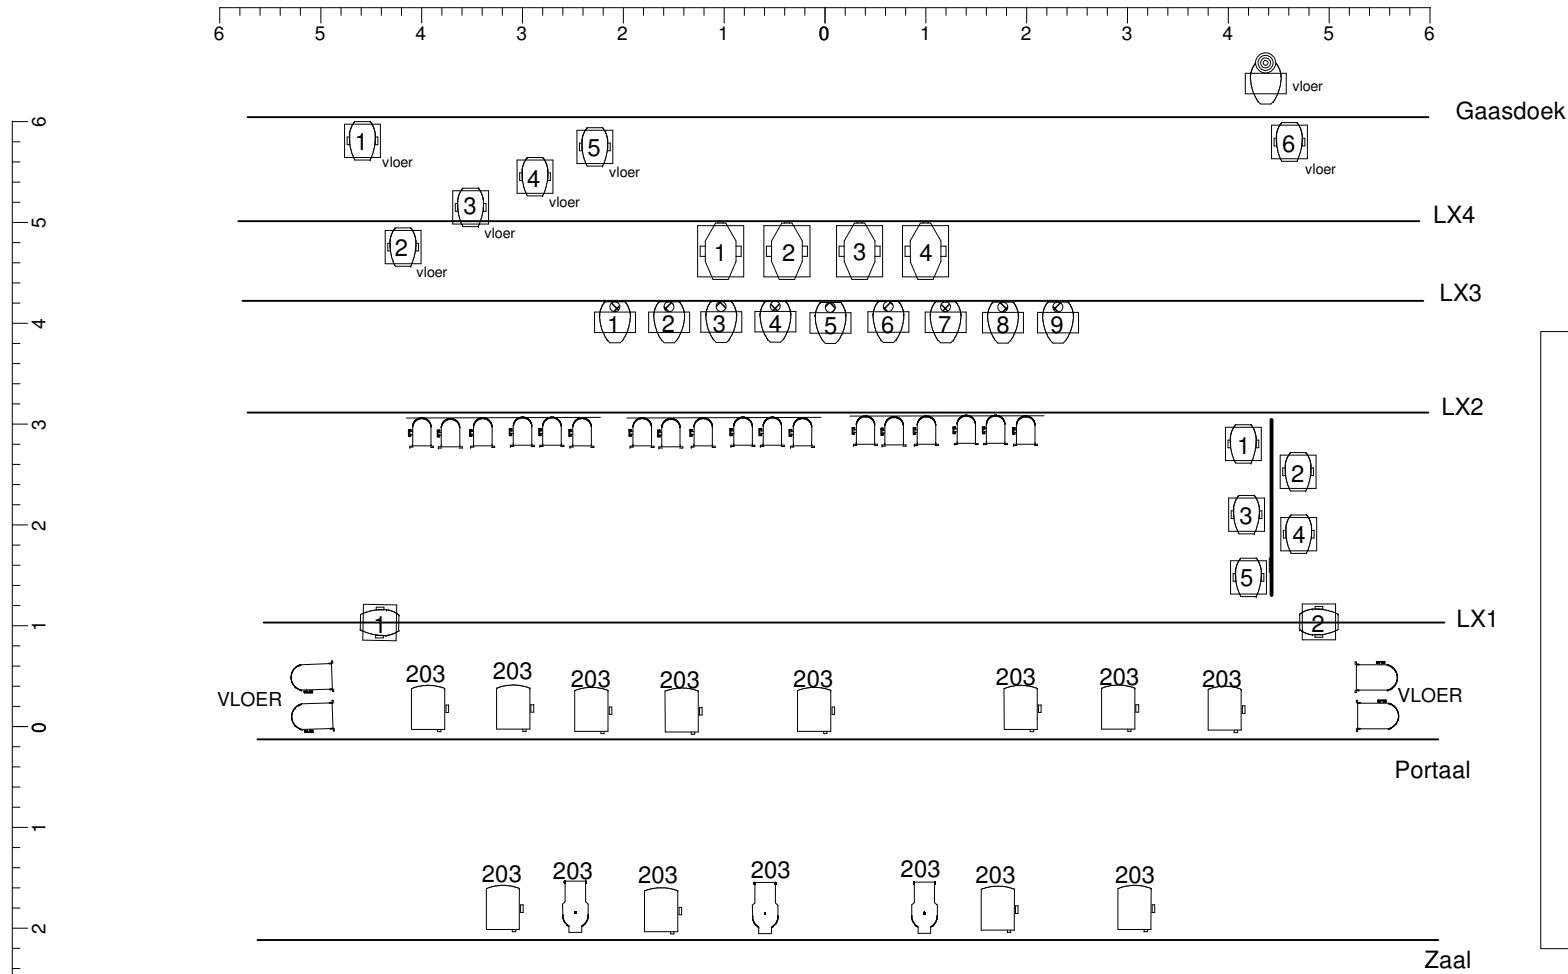 6 5 4 3 2 1 0 1 2 3 4 5 6
vloer
Gaasdoek
6
1 vloer
5 vloer
6 vloer
4 vloer
3 vloer
LX4
5
2 vloer
1 2 3 4
LX3
4
1 2 3 4 5 6 7 8 9
LX2
3
1
2
3
4
2
5
1
1 2
LX1
203 203 203 203 203 203 203 203
VLOER VLOER
0
Portaal
1
203 203 203 203 203 203 203
2
Zaal